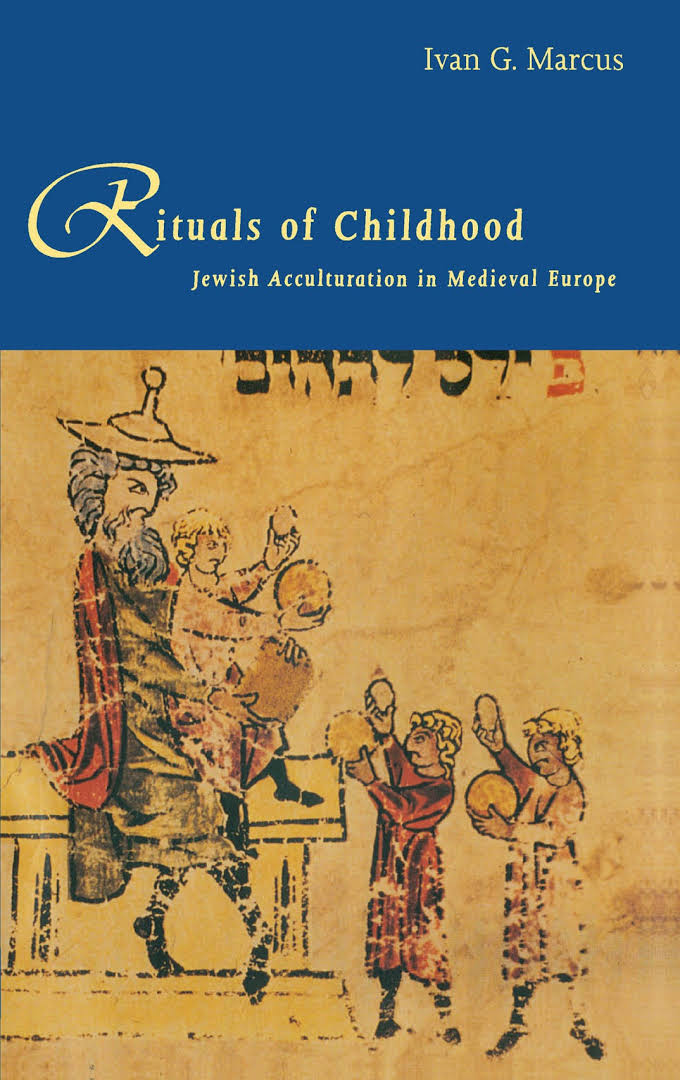 Ivan G. Marcus
Rituals of Childhood
Jewish Acculturation in Medieval Europe